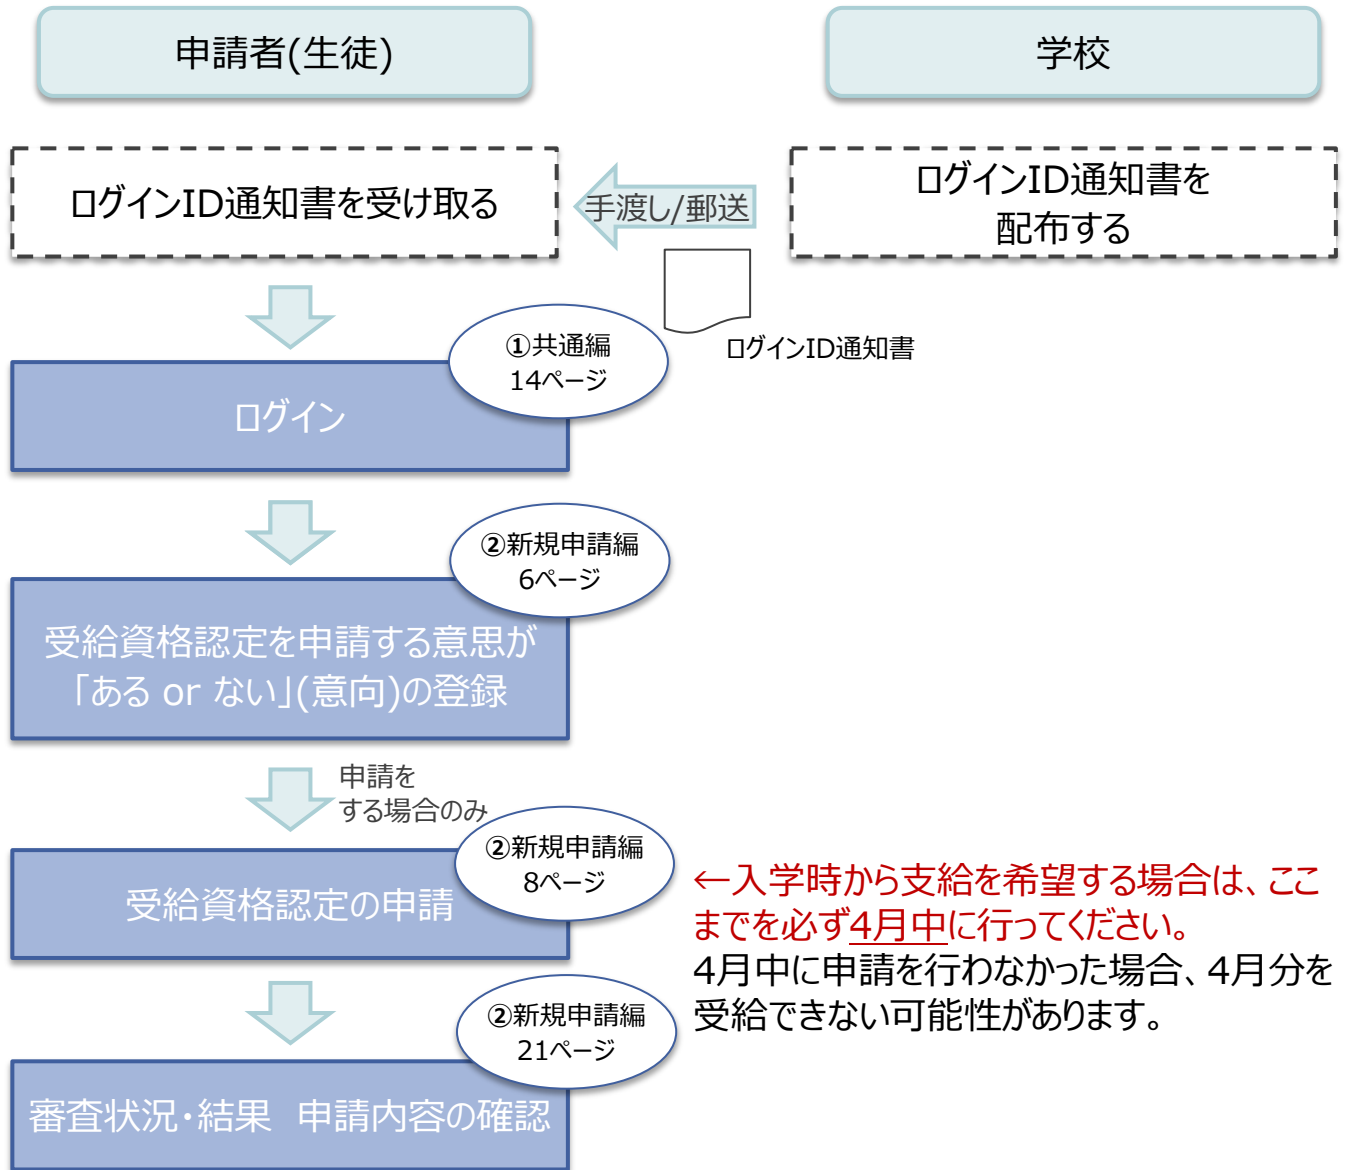 申請者(生徒)
学校
ログインID通知書を受け取る
手渡し/郵送
ログインID通知書を
配布する
ログインID通知書
①共通編
14ページ
ログイン
②新規申請編
6ページ
受給資格認定を申請する意思が
「ある or ない」(意向)の登録
申請を
する場合のみ
②新規申請編
8ページ
受給資格認定の申請
←入学時から支給を希望する場合は、ここ
までを必ず4月中に行ってください。
4月中に申請を行わなかった場合、4月分を
受給できない可能性があります。
②新規申請編
21ページ
審査状況・結果　申請内容の確認